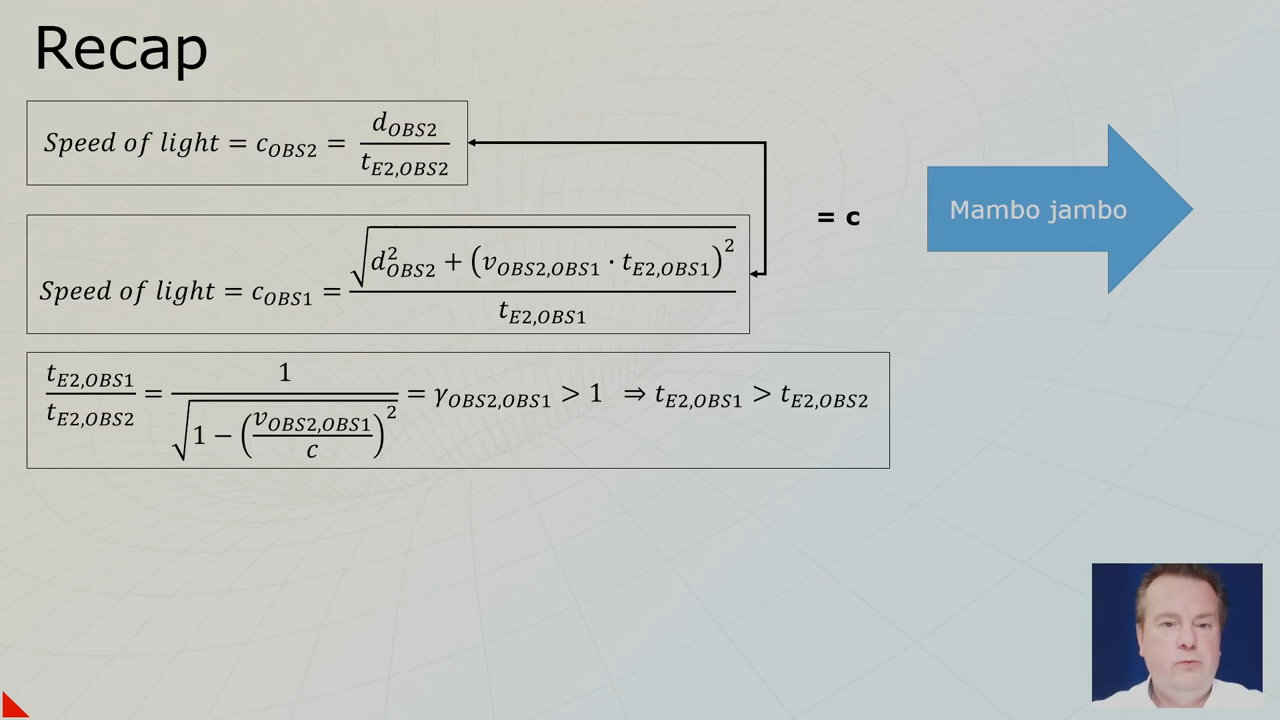 Recap
Speed of light = c_OBS2 = d_OBS2 / t_E2,OBS2
= c
Mambo jambo
Speed of light = c_OBS1 = √(d²_OBS2 + (v_OBS2,OBS1 · t_E2,OBS1)²) / t_E2,OBS1
t_E2,OBS1 / t_E2,OBS2 = 1 / √(1 − (v_OBS2,OBS1 / c)²) = γ_OBS2,OBS1 > 1 ⇒ t_E2,OBS1 > t_E2,OBS2